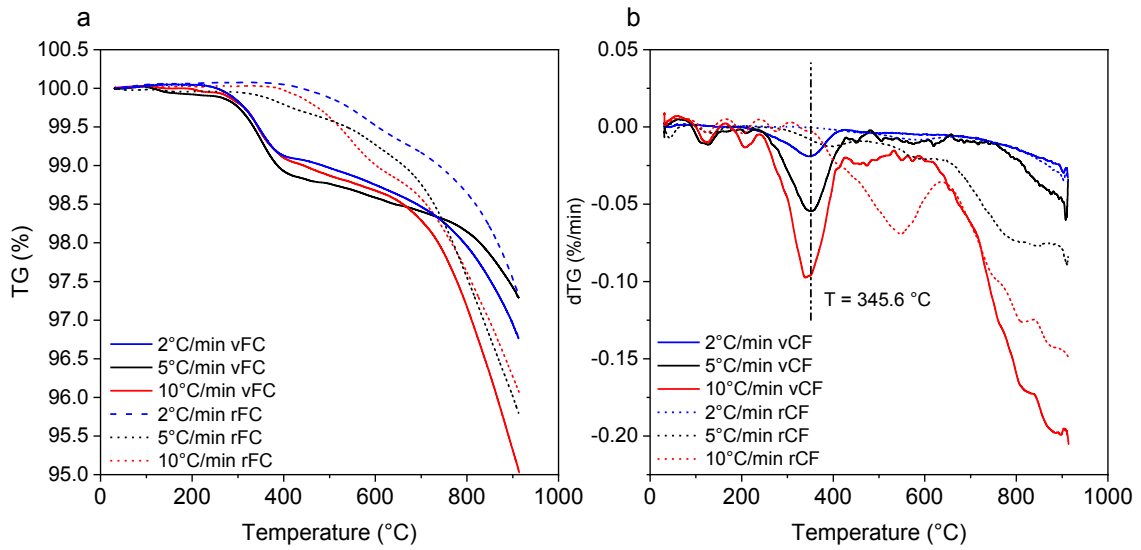 a
100.5
100.0
99.5
99.0
98.5
98.0
97.5
97.0
96.5
96.0
95.5
95.0
TG (%)
2°C/min vFC
5°C/min vFC
10°C/min vFC
2°C/min rFC
5°C/min rFC
10°C/min rFC
0 200 400 600 800 1000
Temperature (°C)
b
0.05
0.00
-0.05
-0.10
-0.15
-0.20
dTG (%/min)
T = 345.6 °C
2°C/min vCF
5°C/min vCF
10°C/min vCF
2°C/min rCF
5°C/min rCF
10°C/min rCF
0 200 400 600 800 1000
Temperature (°C)